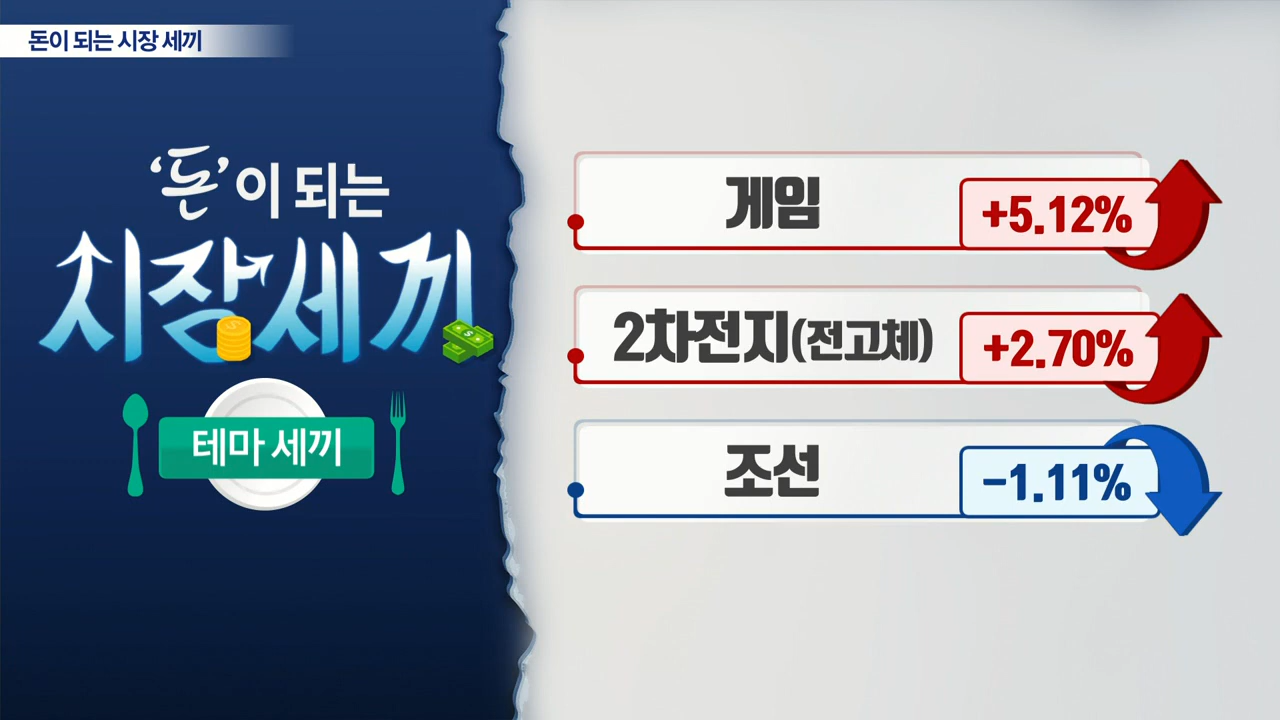 돈이 되는 시장 세끼
‘돈’이 되는
시장세끼
테마 세끼
게임
+5.12%
2차전지(전고체)
+2.70%
조선
-1.11%